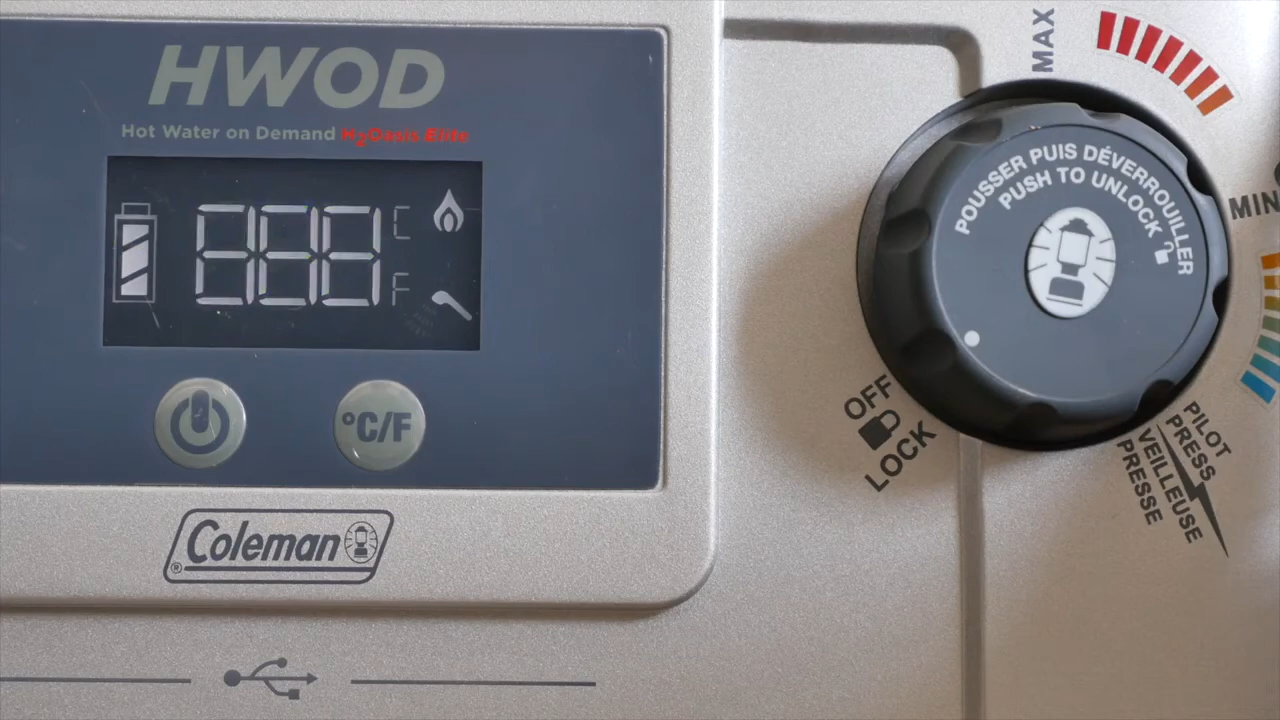 HWOD
Hot Water on Demand H2Oasis Elite
888
C
F
°C/F
Coleman
®
MAX
MIN
POUSSER PUIS DÉVERROUILLER
PUSH TO UNLOCK
OFF
LOCK
PILOT
PRESS
VEILLEUSE
PRESSE